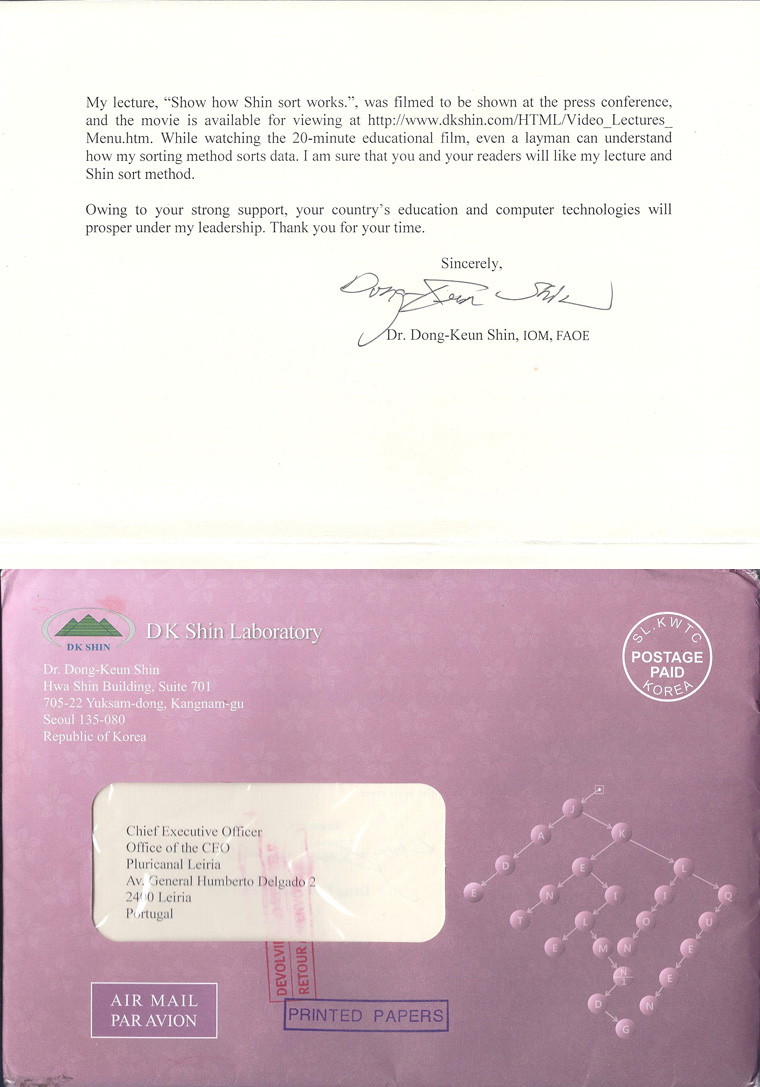 My lecture, “Show how Shin sort works.”, was filmed to be shown at the press conference,
and the movie is available for viewing at http://www.dkshin.com/HTML/Video_Lectures_
Menu.htm. While watching the 20-minute educational film, even a layman can understand
how my sorting method sorts data. I am sure that you and your readers will like my lecture and
Shin sort method.
Owing to your strong support, your country’s education and computer technologies will
prosper under my leadership. Thank you for your time.
Sincerely,
Dong-Keun Shin
Dr. Dong-Keun Shin, IOM, FAOE
DK SHIN
DK Shin Laboratory
Dr. Dong-Keun Shin
Hwa Shin Building, Suite 701
705-22 Yuksam-dong, Kangnam-gu
Seoul 135-080
Republic of Korea
SL.KWTC
POSTAGE
PAID
KOREA
Chief Executive Officer
Office of the CEO
Pluricanal Leiria
Av. General Humberto Delgado 2
2400 Leiria
Portugal
J
A K
D E L
E N I I Q
T L O U
E M N E
N E
D N
G
RETOUR
AIR MAIL
PAR AVION
PRINTED PAPERS